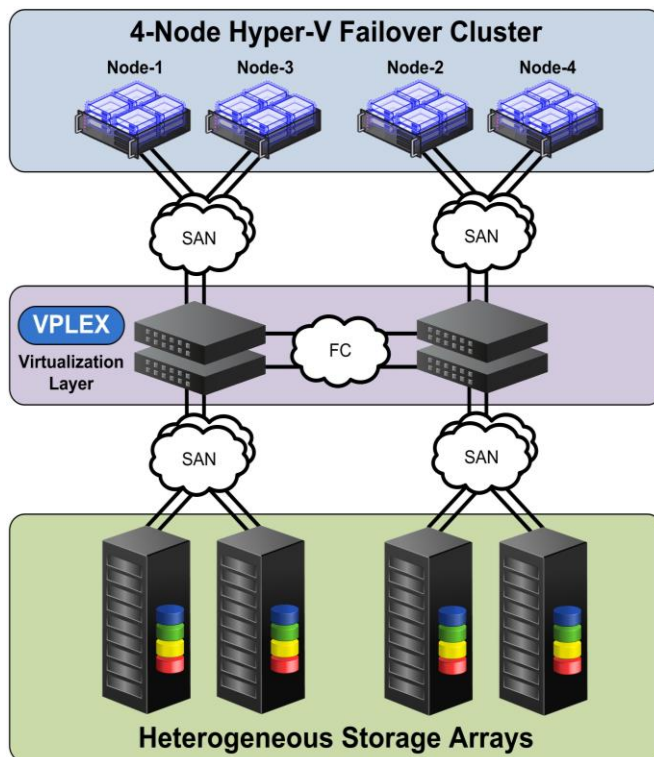 4-Node Hyper-V Failover Cluster
Node-1
Node-3
Node-2
Node-4
SAN
SAN
VPLEX
Virtualization
Layer
FC
SAN
SAN
Heterogeneous Storage Arrays